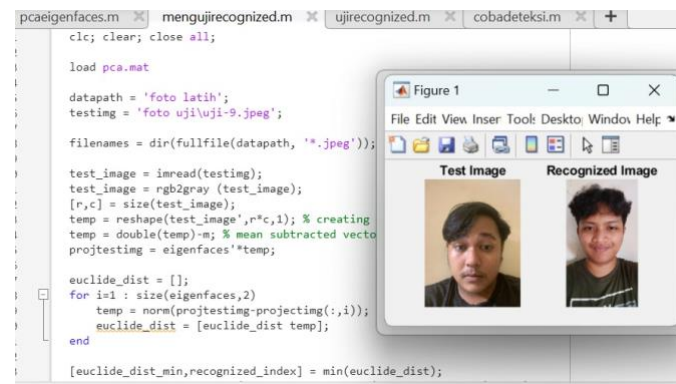 pcaeigenfaces.m
mengujirecognized.m
ujirecognized.m
cobadeteksi.m
clc; clear; close all;
load pca.mat
datapath = 'foto latih';
testimg = 'foto uji\uji-9.jpeg';
filenames = dir(fullfile(datapath, '*.jpeg'));
test_image = imread(testimg);
test_image = rgb2gray (test_image);
[r,c] = size(test_image);
temp = reshape(test_image',r*c,1); % creating
temp = double(temp)-m; % mean subtracted vecto
projtestimg = eigenfaces'*temp;
euclide_dist = [];
for i=1 : size(eigenfaces,2)
temp = norm(projtestimg-projectimg(:,i));
euclide_dist = [euclide_dist temp];
end
[euclide_dist_min,recognized_index] = min(euclide_dist);
Figure 1
File Edit View Inser Tools Deskto Window Help
Test Image
Recognized Image